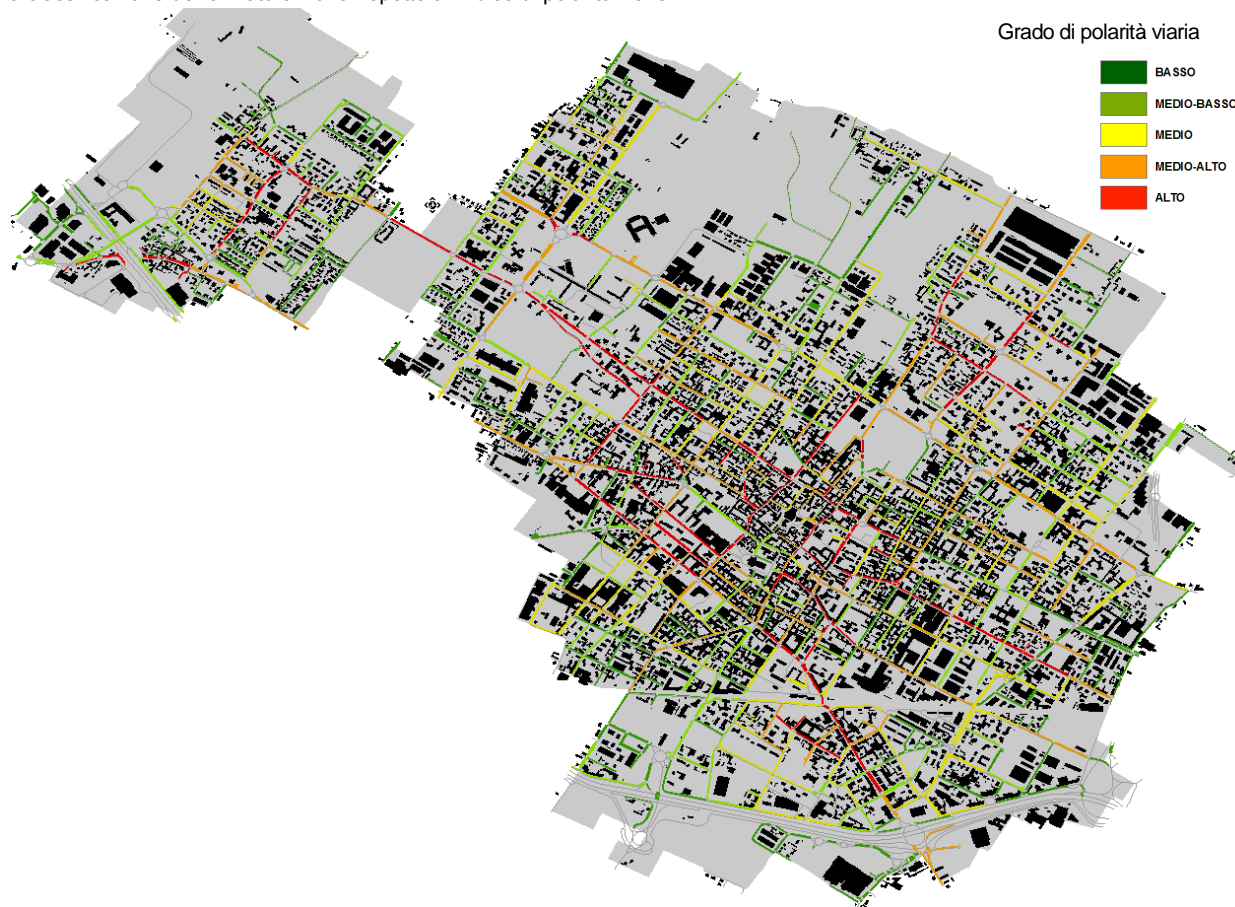 Grado di polarità viaria
BASSO
MEDIO-BASSO
MEDIO
MEDIO-ALTO
ALTO